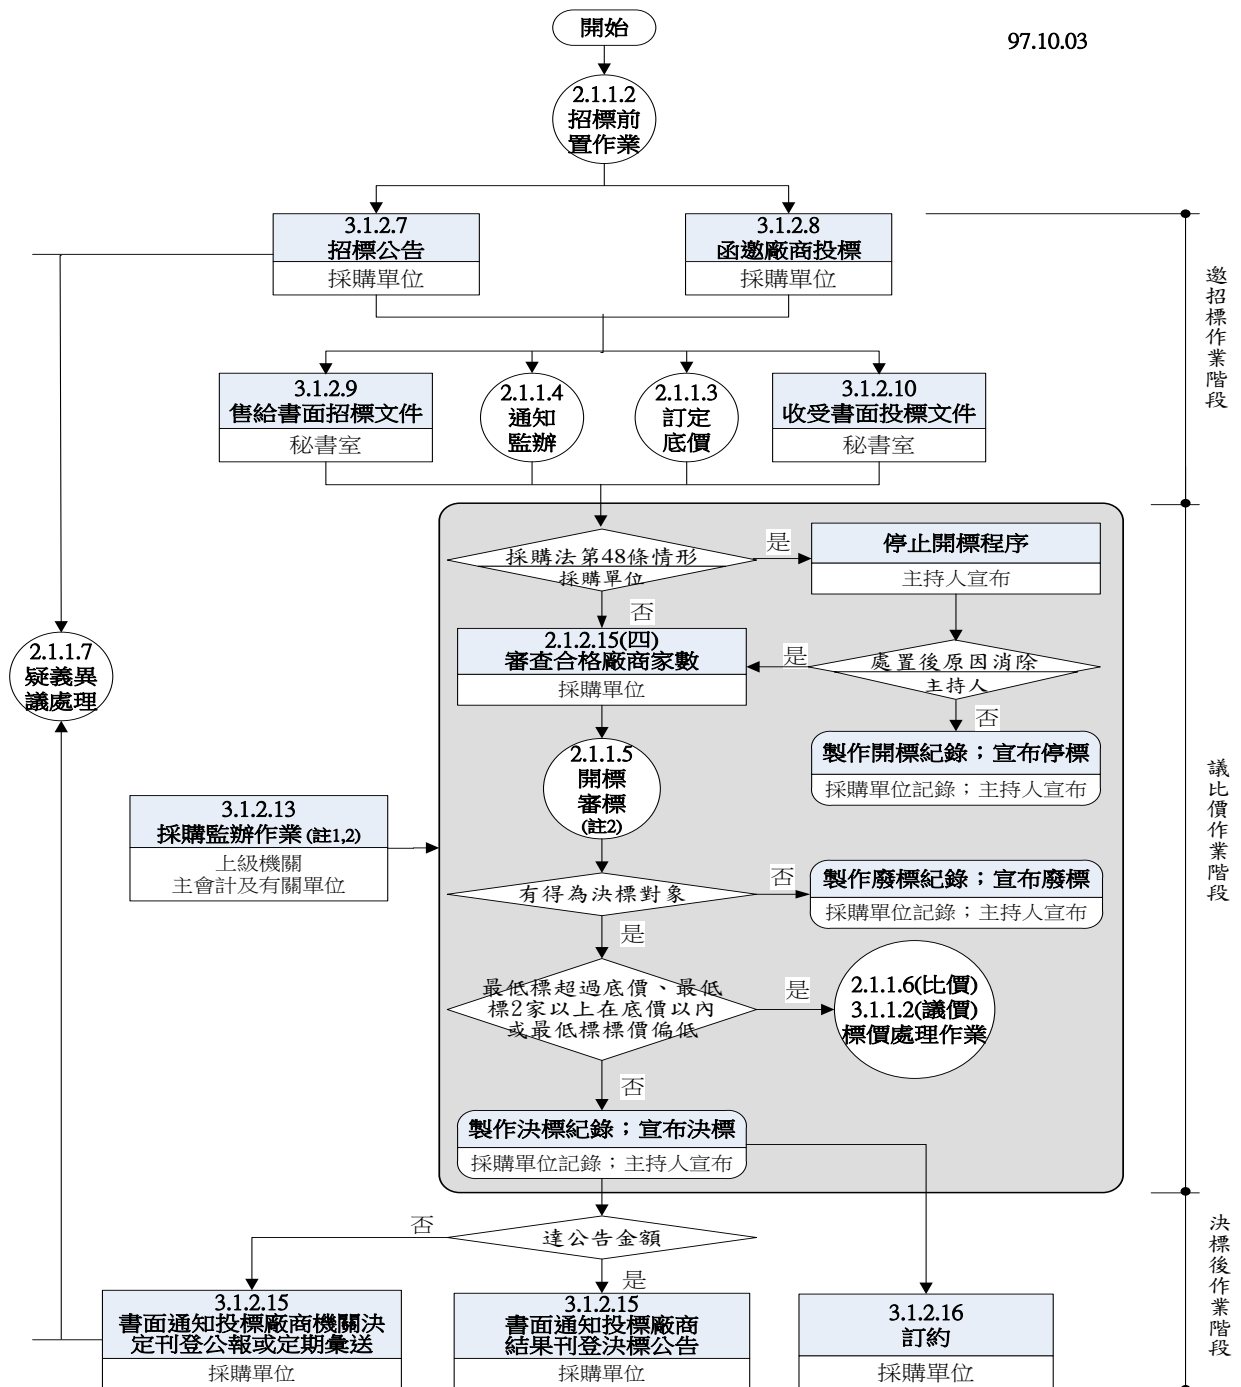 開始
97.10.03
2.1.1.2
招標前
置作業
3.1.2.7
招標公告
採購單位
3.1.2.8
函邀廠商投標
採購單位
邀招標作業階段
3.1.2.9
售給書面招標文件
秘書室
2.1.1.4
通知
監辦
2.1.1.3
訂定
底價
3.1.2.10
收受書面投標文件
秘書室
採購法第48條情形
採購單位
是
停止開標程序
主持人宣布
否
2.1.2.15(四)
審查合格廠商家數
採購單位
是
處置後原因消除
主持人
否
製作開標紀錄；宣布停標
採購單位記錄；主持人宣布
2.1.1.7
疑義異
議處理
2.1.1.5
開標
審標
(註2)
議比價作業階段
3.1.2.13
採購監辦作業(註1,2)
上級機關
主會計及有關單位
有得為決標對象
否
製作廢標紀錄；宣布廢標
採購單位記錄；主持人宣布
是
最低標超過底價、最低
標2家以上在底價以內
或最低標標價偏低
是
2.1.1.6(比價)
3.1.1.2(議價)
標價處理作業
否
製作決標紀錄；宣布決標
採購單位記錄；主持人宣布
達公告金額
否
是
決標後作業階段
3.1.2.15
書面通知投標廠商機關決
定刊登公報或定期彙送
採購單位
3.1.2.15
書面通知投標廠商
結果刊登決標公告
採購單位
3.1.2.16
訂約
採購單位